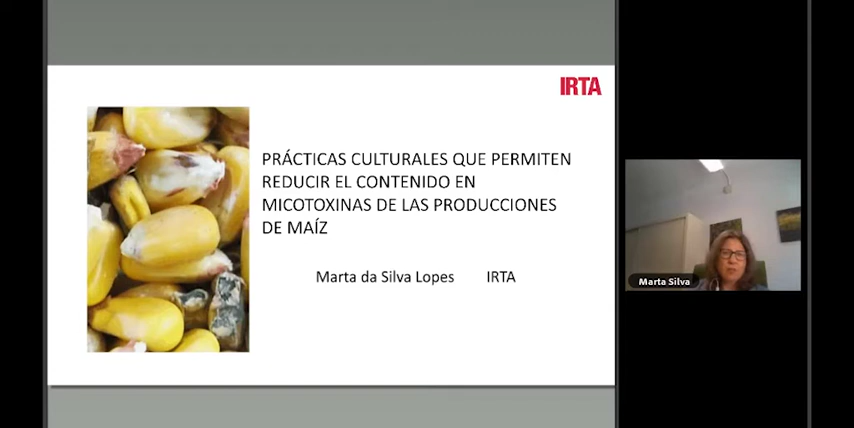 IRTA
PRÁCTICAS CULTURALES QUE PERMITEN
REDUCIR EL CONTENIDO EN
MICOTOXINAS DE LAS PRODUCCIONES
DE MAÍZ
Marta da Silva Lopes IRTA
Marta Silva